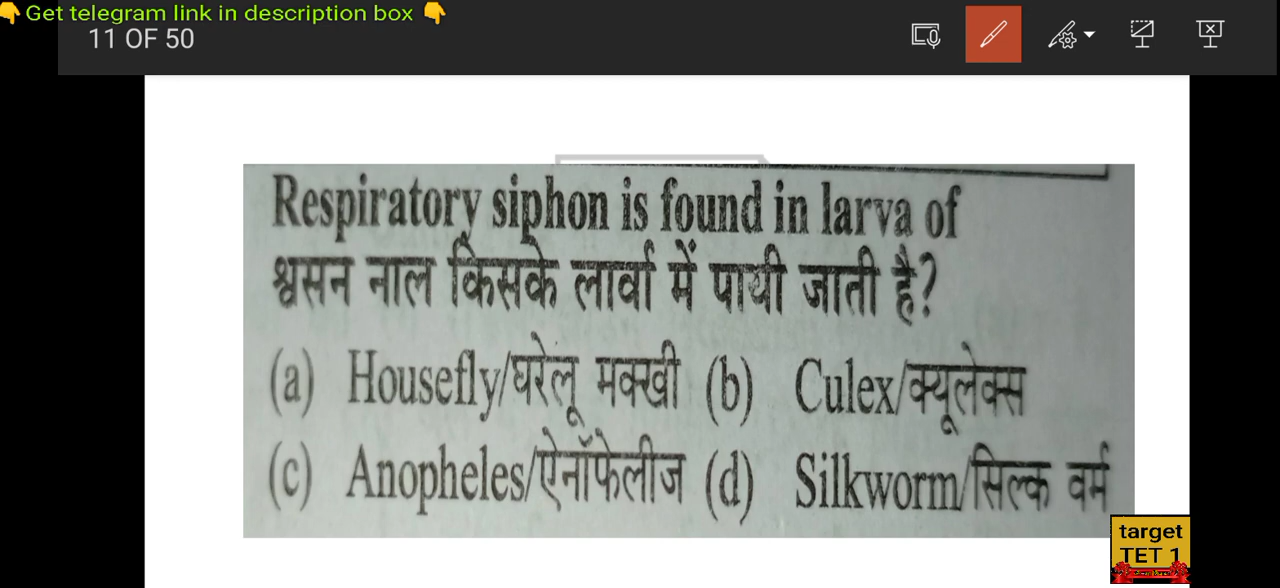 👇 Get telegram link in description box 👇
11 OF 50
Respiratory siphon is found in larva of
श्वसन नाल किसके लार्वा में पायी जाती है?
(a) Housefly/घरेलू मक्खी (b) Culex/क्यूलेक्स
(c) Anopheles/ऐनॉफेलीज (d) Silkworm/सिल्क वर्म
target
TET 1